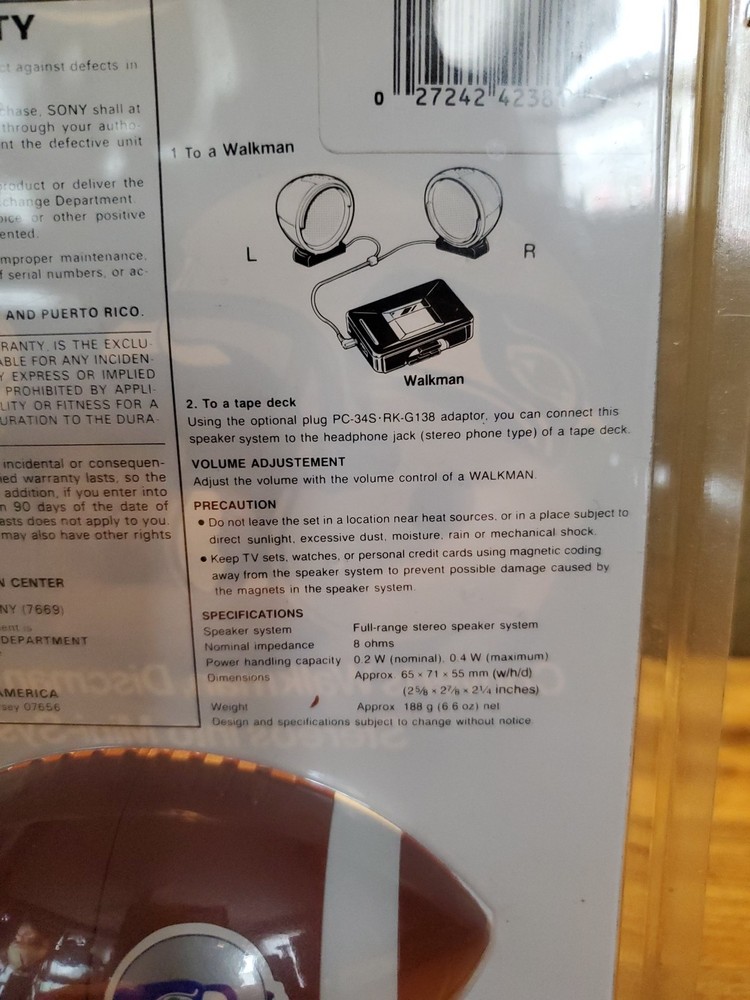 TY
ct against defects in
chase, SONY shall at
through your autho-
nt the defective unit
product or deliver the
change Department.
oice or other positive
ented.
improper maintenance,
f serial numbers, or ac-
AND PUERTO RICO.
RANTY, IS THE EXCLU-
ABLE FOR ANY INCIDEN-
Y EXPRESS OR IMPLIED
PROHIBITED BY APPLI-
LITY OR FITNESS FOR A
URATION TO THE DURA-
incidental or consequen-
ied warranty lasts, so the
addition, if you enter into
n 90 days of the date of
asts does not apply to you.
may also have other rights
N CENTER
NY (7669)
DEPARTMENT
AMERICA
sey 07656
0 27242 4238
1 To a Walkman
L
R
Walkman
2. To a tape deck
Using the optional plug PC-34S·RK-G138 adaptor, you can connect this
speaker system to the headphone jack (stereo phone type) of a tape deck.
VOLUME ADJUSTEMENT
Adjust the volume with the volume control of a WALKMAN.
PRECAUTION
● Do not leave the set in a location near heat sources, or in a place subject to
direct sunlight, excessive dust, moisture, rain or mechanical shock.
● Keep TV sets, watches, or personal credit cards using magnetic coding
away from the speaker system to prevent possible damage caused by
the magnets in the speaker system.
SPECIFICATIONS
Speaker system Full-range stereo speaker system
Nominal impedance 8 ohms
Power handling capacity 0.2 W (nominal), 0.4 W (maximum)
Dimensions Approx. 65 × 71 × 55 mm (w/h/d)
(2 5/8 × 2 7/8 × 2 1/4 inches)
Weight Approx 188 g (6.6 oz) net
Design and specifications subject to change without notice.